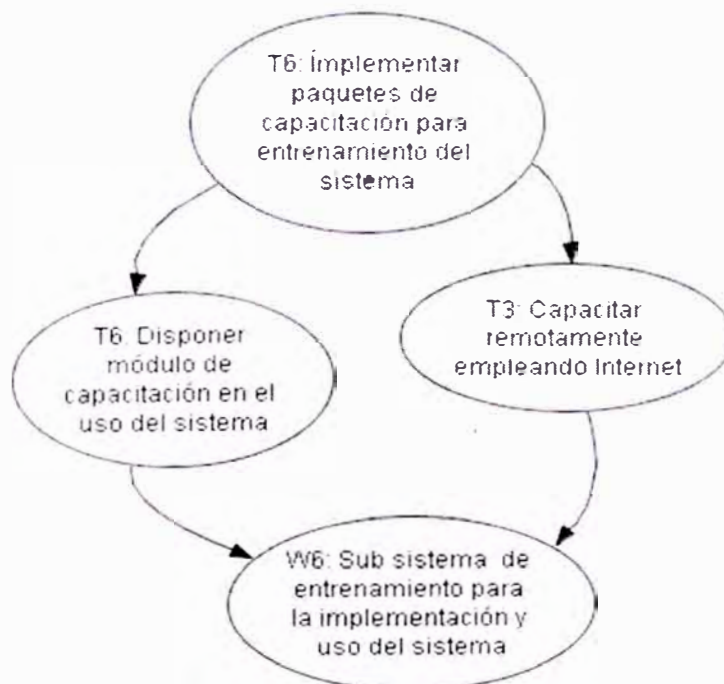 T6: Implementar
paquetes de
capacitación para
entrenamiento del
sistema
T6: Disponer
módulo de
capacitación en el
uso del sistema
T3: Capacitar
remotamente
empleando Internet
W6: Sub sistema de
entrenamiento para
la implementación y
uso del sistema